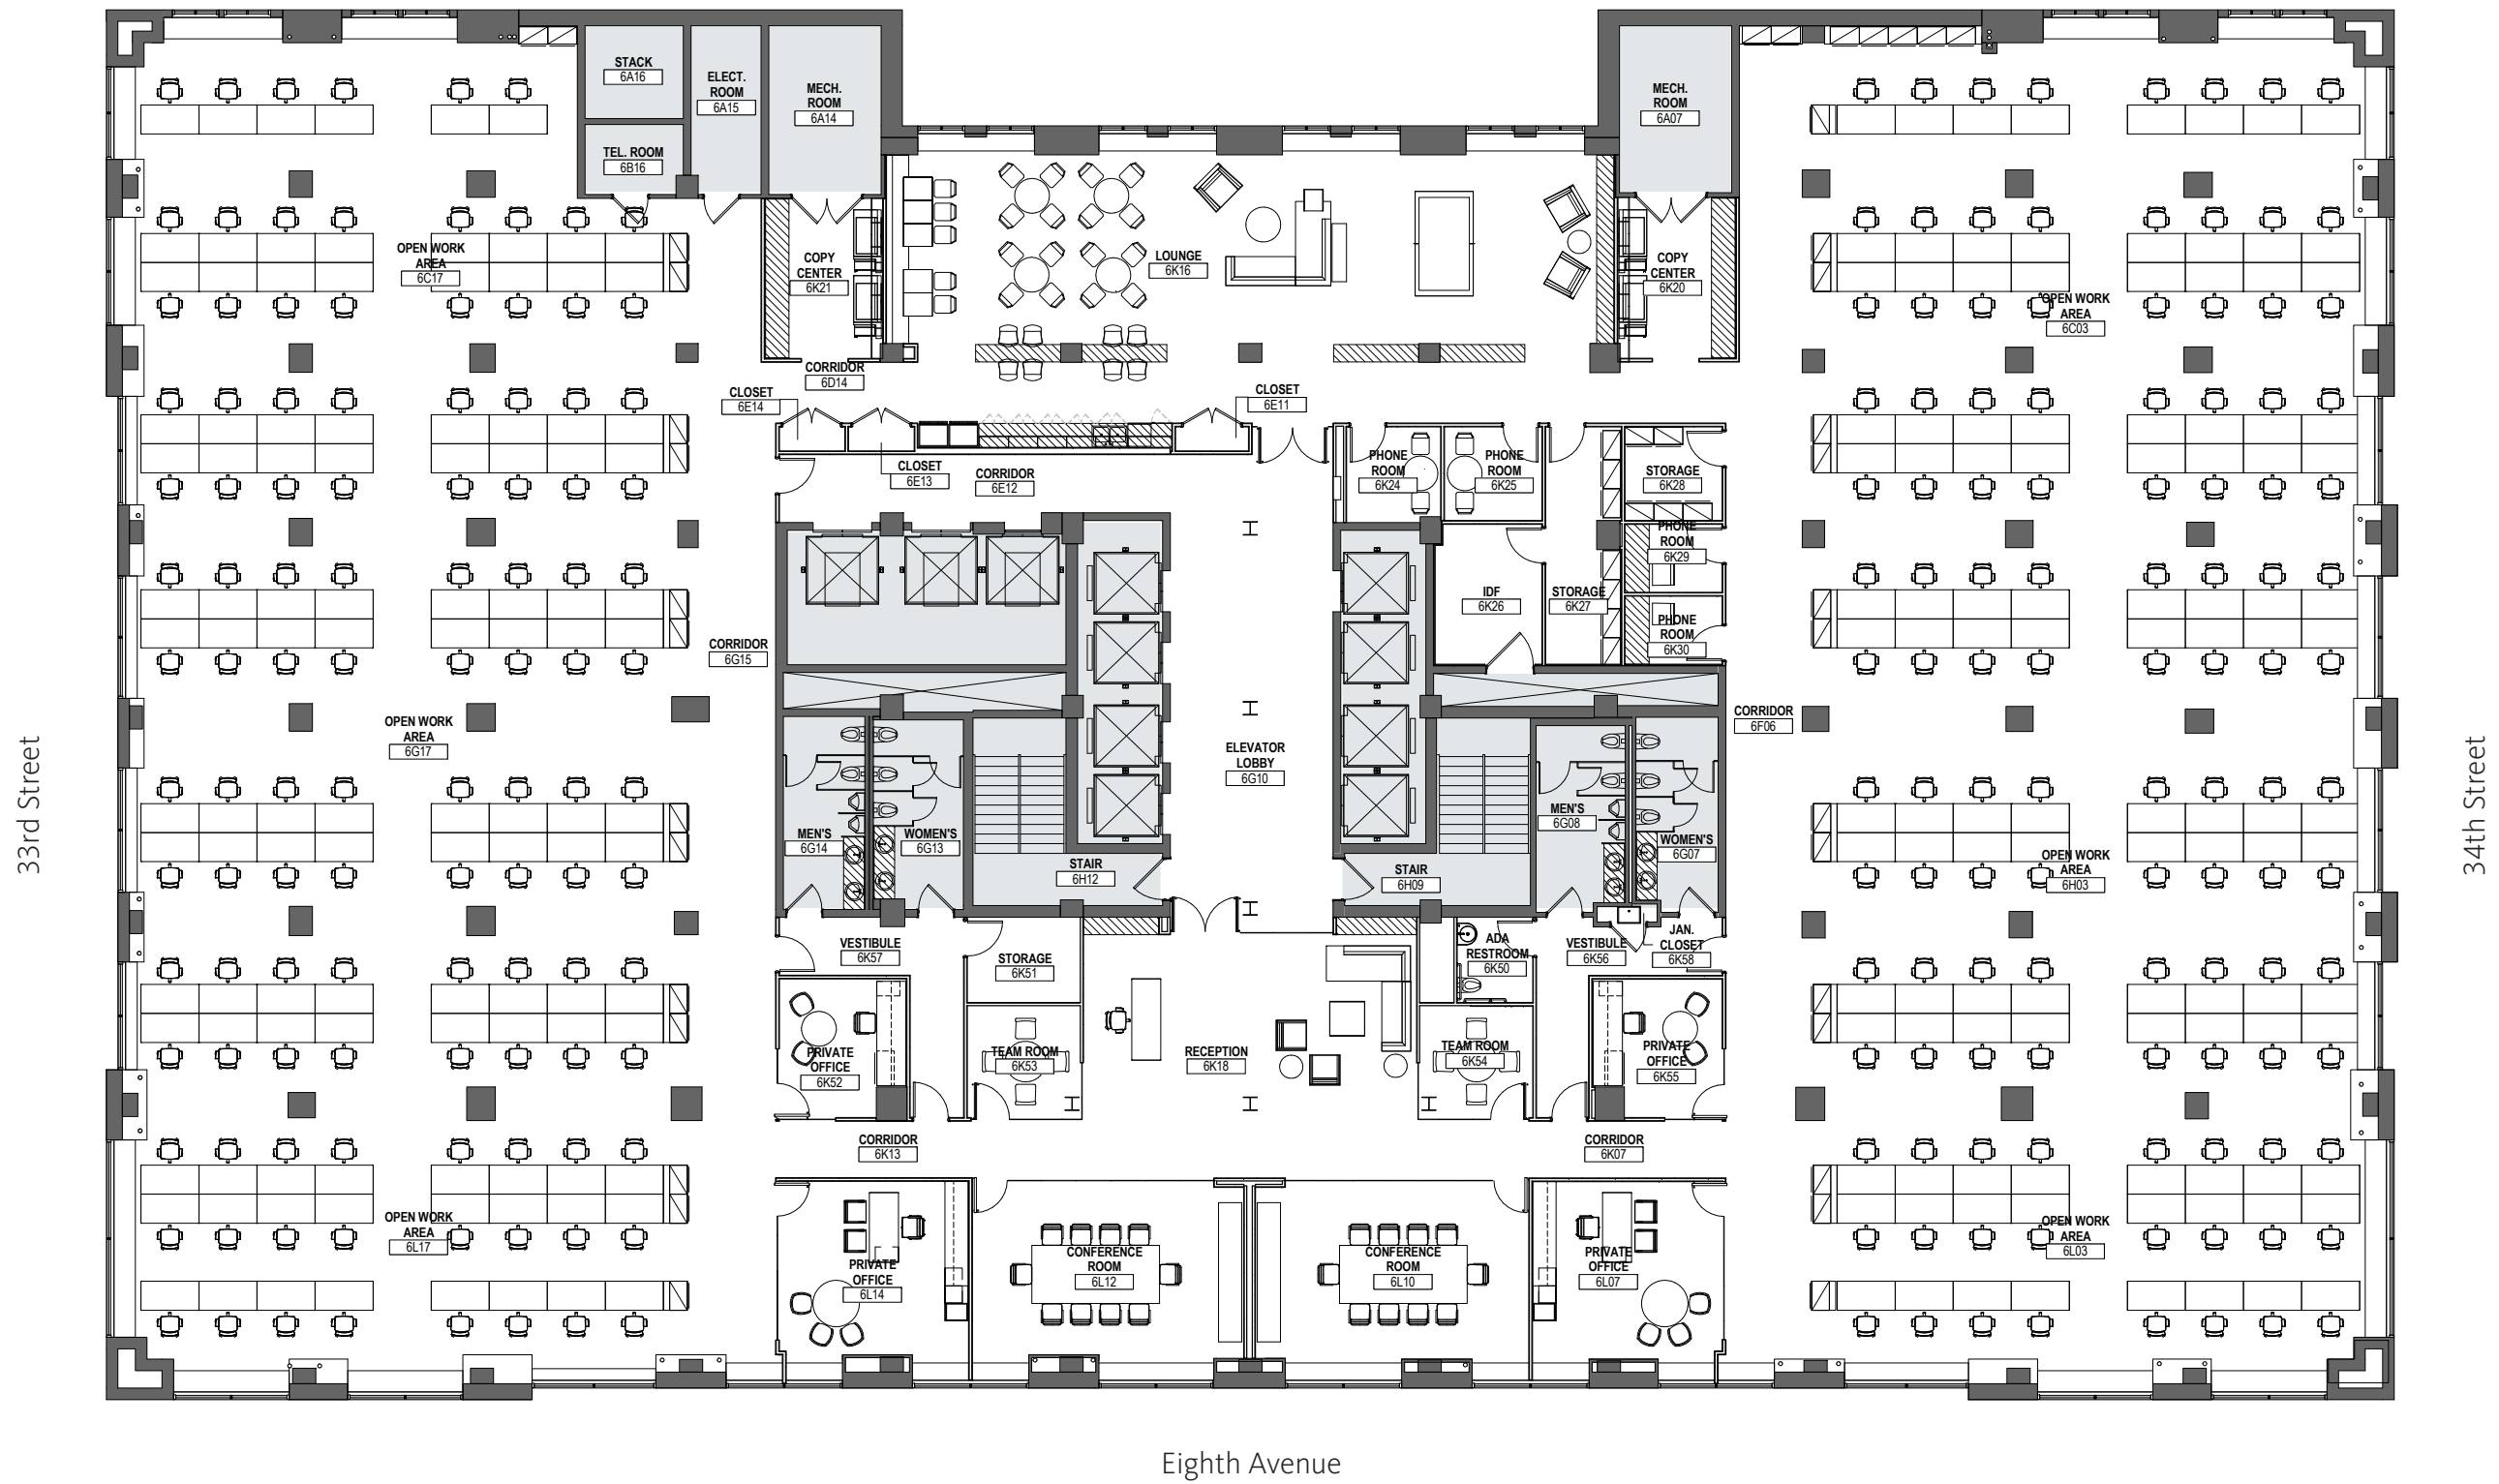 STACK
6A16
ELECT.
ROOM
6A15
MECH.
ROOM
6A14
MECH.
ROOM
6A07
TEL. ROOM
6B16
OPEN WORK
AREA
6C17
COPY
CENTER
6K21
LOUNGE
6K16
COPY
CENTER
6K20
OPEN WORK
AREA
6C03
CORRIDOR
6D14
CLOSET
6E14
CLOSET
6E11
CLOSET
6E13
CORRIDOR
6E12
PHONE
ROOM
6K24
PHONE
ROOM
6K25
STORAGE
6K28
PHONE
ROOM
6K29
IDF
6K26
STORAGE
6K27
PHONE
ROOM
6K30
CORRIDOR
6G15
OPEN WORK
AREA
6G17
ELEVATOR
LOBBY
6G10
CORRIDOR
6F06
33rd Street
34th Street
MEN'S
6G14
WOMEN'S
6G13
STAIR
6H12
STAIR
6H09
MEN'S
6G08
WOMEN'S
6G07
OPEN WORK
AREA
6H03
VESTIBULE
6K57
STORAGE
6K51
ADA
RESTROOM
6K50
VESTIBULE
6K56
JAN.
CLOSET
6K58
PRIVATE
OFFICE
6K52
TEAM ROOM
6K53
RECEPTION
6K18
TEAM ROOM
6K54
PRIVATE
OFFICE
6K55
CORRIDOR
6K13
CORRIDOR
6K07
OPEN WORK
AREA
6L17
PRIVATE
OFFICE
6L14
CONFERENCE
ROOM
6L12
CONFERENCE
ROOM
6L10
PRIVATE
OFFICE
6L07
OPEN WORK
AREA
6L03
Eighth Avenue